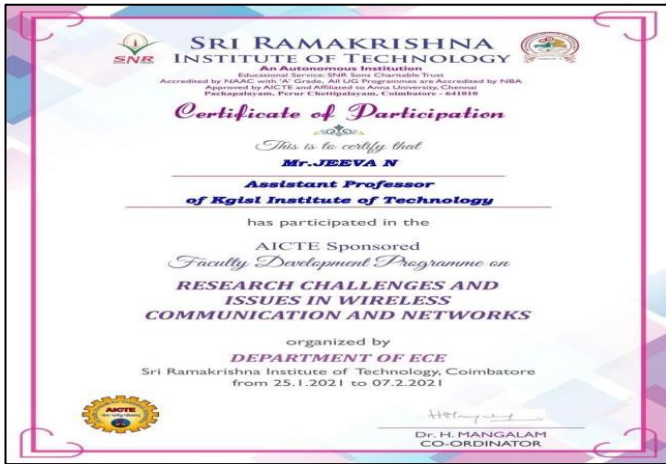 SNR
SRI RAMAKRISHNA
INSTITUTE OF TECHNOLOGY
An Autonomous Institution
Educational Service: SNR Sons Charitable Trust
Accredited by NAAC with 'A' Grade, All UG Programmes are Accredited by NBA
Approved by AICTE and Affiliated to Anna University, Chennai
Pachapalayam, Perur Chettipalayam, Coimbatore - 641010
Certificate of Participation
This is to certify that
Mr.JEEVA N
Assistant Professor
of Kgisl Institute of Technology
has participated in the
AICTE Sponsored
Faculty Development Programme on
RESEARCH CHALLENGES AND
ISSUES IN WIRELESS
COMMUNICATION AND NETWORKS
organized by
DEPARTMENT OF ECE
Sri Ramakrishna Institute of Technology, Coimbatore
from 25.1.2021 to 07.2.2021
AICTE
Dr. H. MANGALAM
CO-ORDINATOR